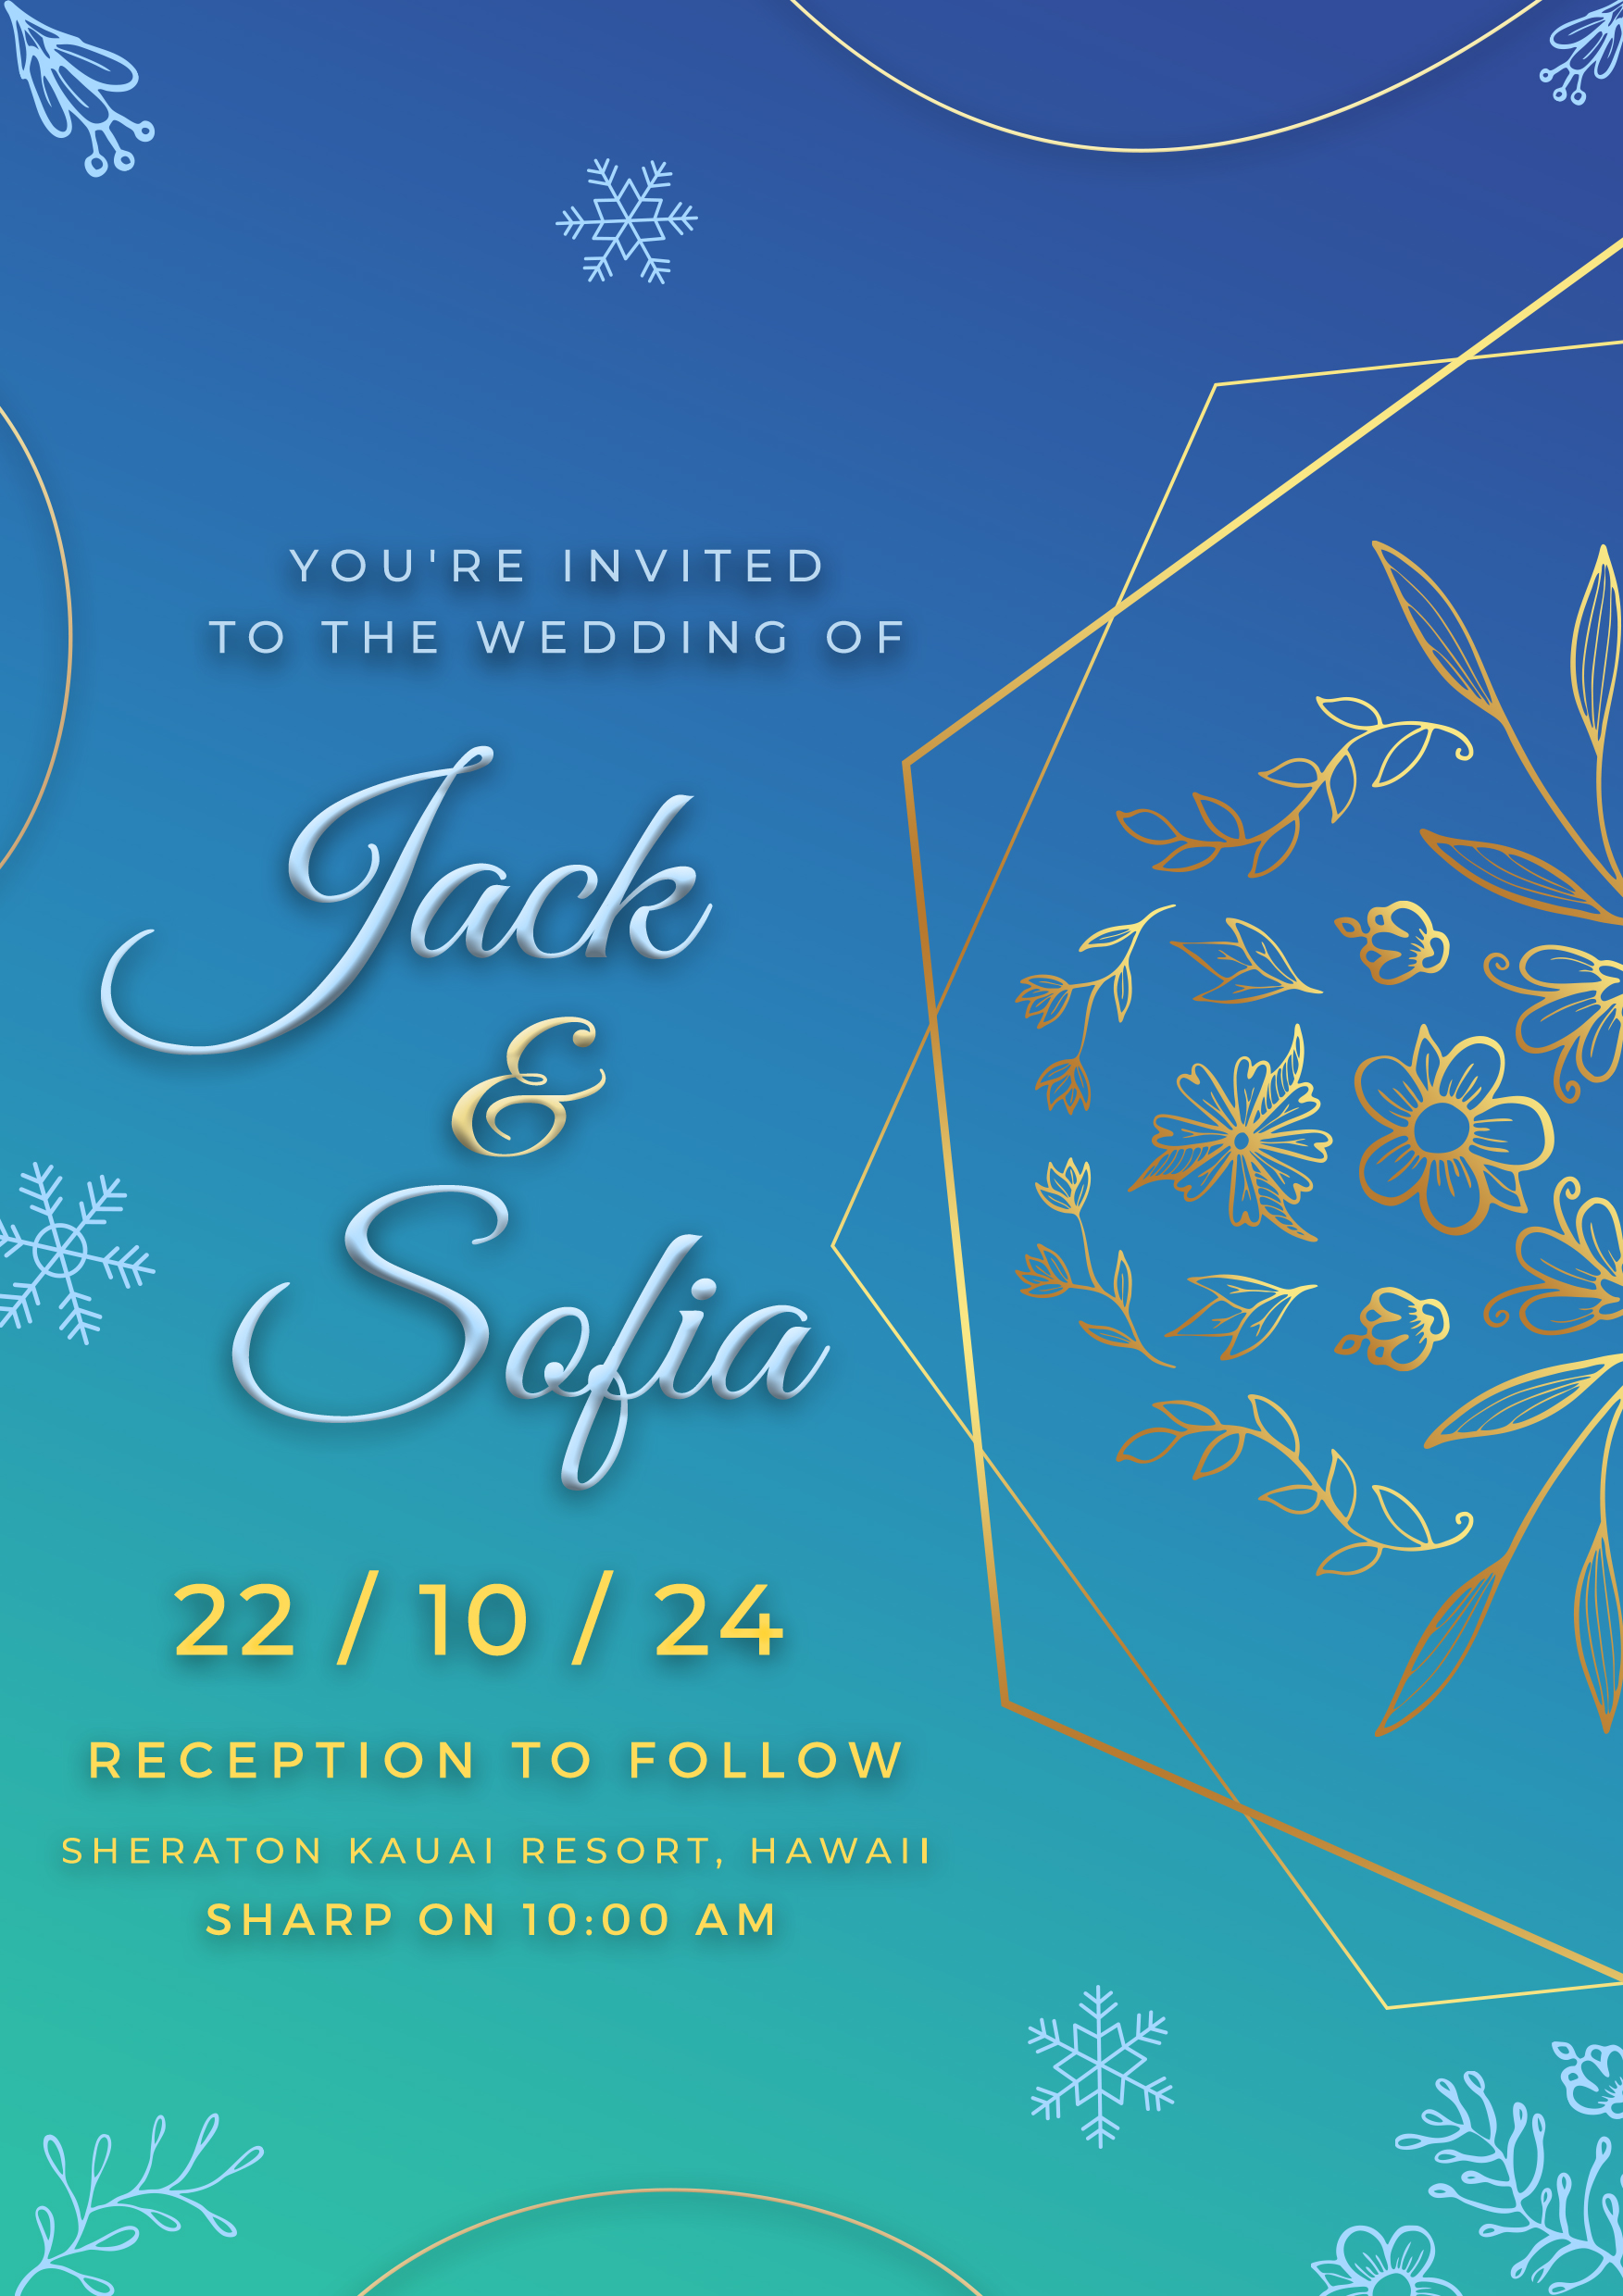 YOU'RE INVITED
TO THE WEDDING OF
Jack
&
Sofia
22 / 10 / 24
RECEPTION TO FOLLOW
SHERATON KAUAI RESORT, HAWAII
SHARP ON 10:00 AM